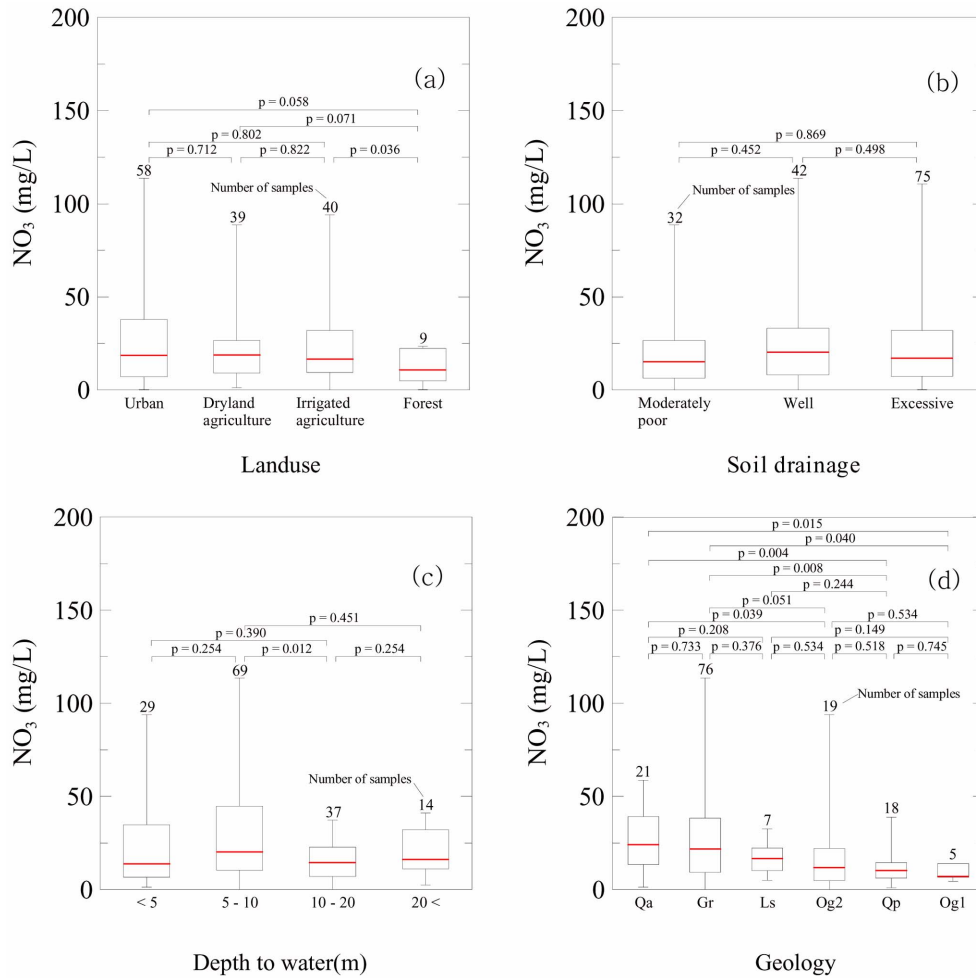 200
(a)
150
p = 0.058
p = 0.071
p = 0.802
p = 0.712 p = 0.822 p = 0.036
58
Number of samples
100
39
40
50
9
0
NO3 (mg/L)
Urban Dryland agriculture Irrigated agriculture Forest
Landuse
200
(b)
150
p = 0.869
p = 0.452 p = 0.498
42
75
Number of samples
100
32
50
0
NO3 (mg/L)
Moderately poor Well Excessive
Soil drainage
200
(c)
150
p = 0.451
p = 0.390
p = 0.254 p = 0.012 p = 0.254
69
100
29
Number of samples
50
37
14
0
NO3 (mg/L)
< 5 5 - 10 10 - 20 20 <
Depth to water(m)
200
p = 0.015
p = 0.040
p = 0.004
(d)
p = 0.008
p = 0.244
150
p = 0.051
p = 0.039 p = 0.534
p = 0.208 p = 0.149
p = 0.733 p = 0.376 p = 0.534 p = 0.518 p = 0.745
76
Number of samples
100
19
21
50
7
18
5
0
NO3 (mg/L)
Qa Gr Ls Og2 Qp Og1
Geology